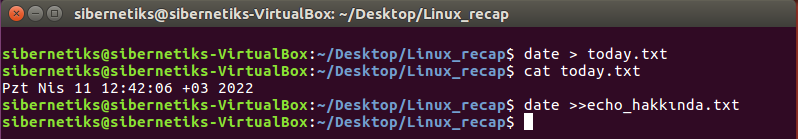 sibernetiks@sibernetiks-VirtualBox: ~/Desktop/Linux_recap
sibernetiks@sibernetiks-VirtualBox:~/Desktop/Linux_recap$ date > today.txt
sibernetiks@sibernetiks-VirtualBox:~/Desktop/Linux_recap$ cat today.txt
Pzt Nis 11 12:42:06 +03 2022
sibernetiks@sibernetiks-VirtualBox:~/Desktop/Linux_recap$ date >>echo_hakkında.txt
sibernetiks@sibernetiks-VirtualBox:~/Desktop/Linux_recap$